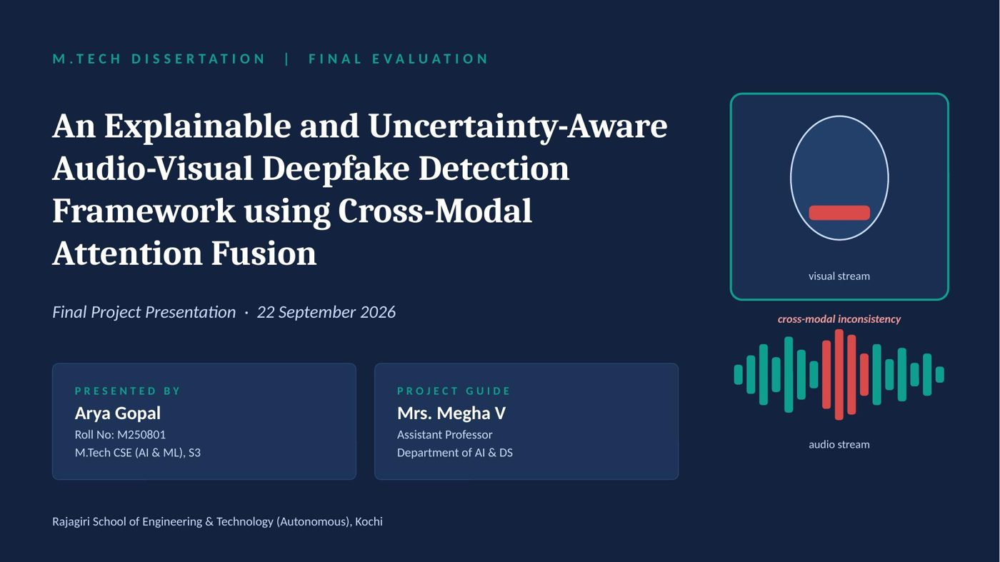 M.TECH DISSERTATION | FINAL EVALUATION
An Explainable and Uncertainty-Aware
Audio-Visual Deepfake Detection
Framework using Cross-Modal
Attention Fusion
Final Project Presentation · 22 September 2026
PRESENTED BY
Arya Gopal
Roll No: M250801
M.Tech CSE (AI & ML), S3
PROJECT GUIDE
Mrs. Megha V
Assistant Professor
Department of AI & DS
Rajagiri School of Engineering & Technology (Autonomous), Kochi
visual stream
cross-modal inconsistency
audio stream